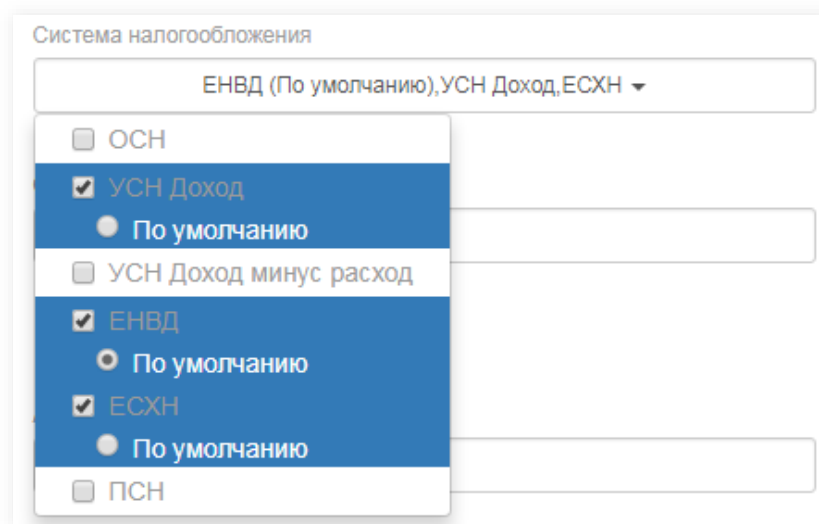 Система налогообложения
ЕНВД (По умолчанию),УСН Доход,ЕСХН
ОСН
УСН Доход
По умолчанию
УСН Доход минус расход
ЕНВД
По умолчанию
ЕСХН
По умолчанию
ПСН